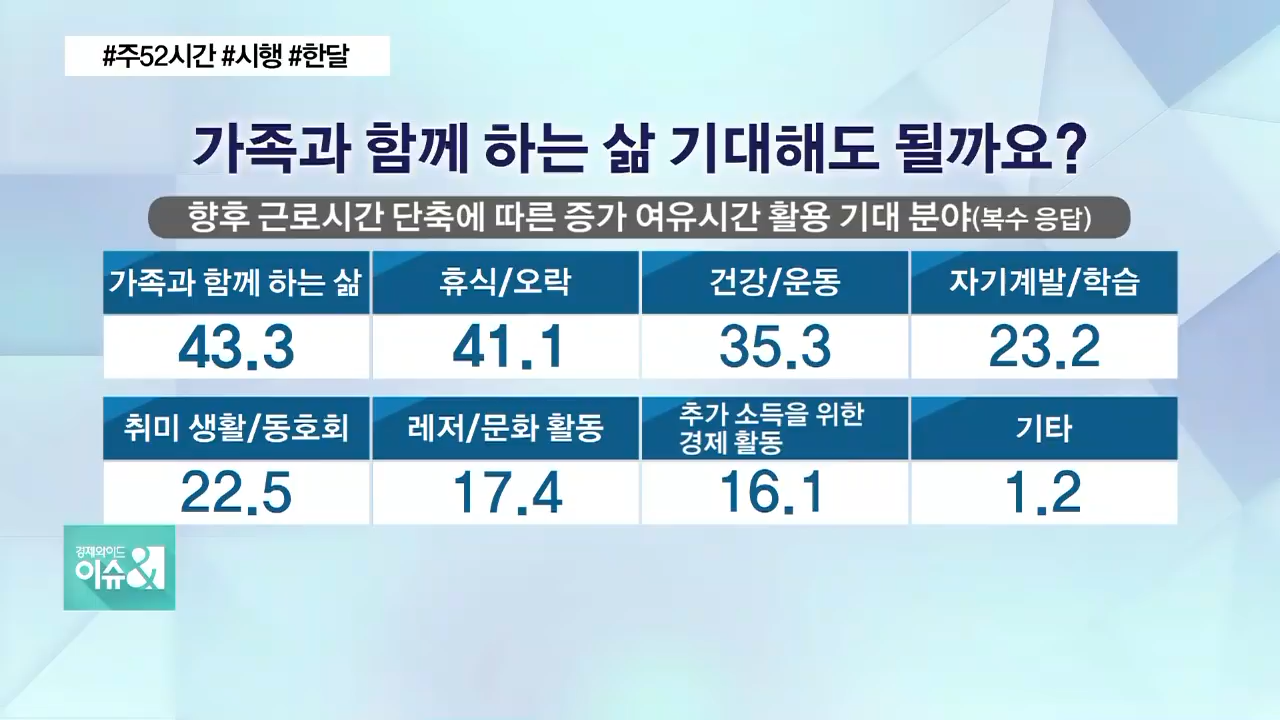 #주52시간 #시행 #한달
가족과 함께 하는 삶 기대해도 될까요?
향후 근로시간 단축에 따른 증가 여유시간 활용 기대 분야(복수 응답)
가족과 함께 하는 삶 휴식/오락 건강/운동 자기계발/학습
43.3 41.1 35.3 23.2
취미 생활/동호회 레저/문화 활동 추가 소득을 위한
경제 활동 기타
22.5 17.4 16.1 1.2
경제와이드
이슈&